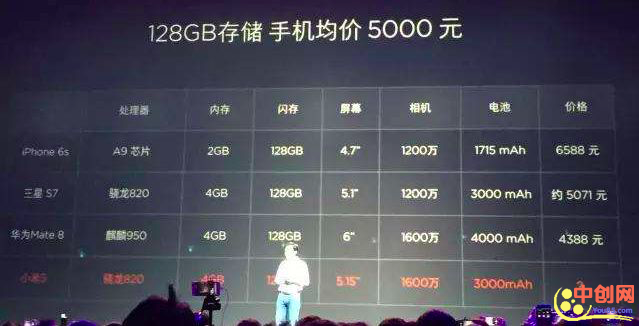 128GB存储 手机均价 5000 元
处理器 内存 闪存 屏幕 相机 电池 价格
iPhone 6s A9 芯片 2GB 128GB 4.7" 1200万 1715 mAh 6588 元
三星 S7 骁龙820 4GB 128GB 5.1" 1200万 3000 mAh 约 5071 元
华为Mate 8 麒麟950 4GB 128GB 6" 1600万 4000 mAh 4388 元
骁龙820 4GB 5.15" 1600万 3000mAh
中创网